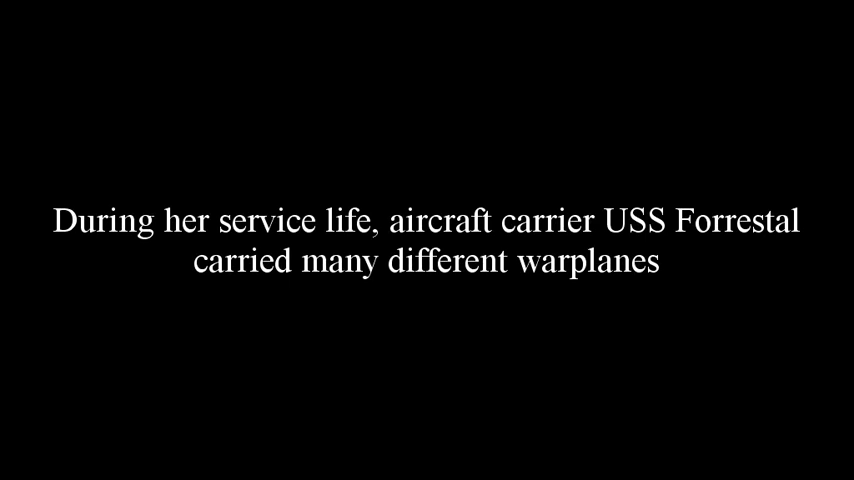 During her service life, aircraft carrier USS Forrestal
carried many different warplanes